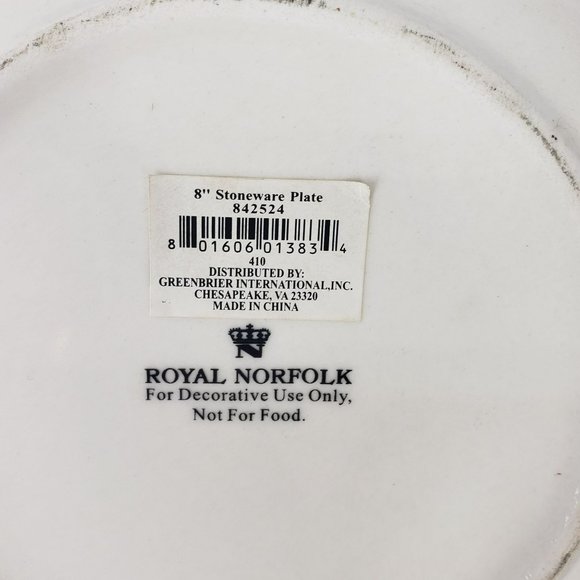 8" Stoneware Plate
842524
8 01606 01383 4
410
DISTRIBUTED BY:
GREENBRIER INTERNATIONAL,INC.
CHESAPEAKE, VA 23320
MADE IN CHINA
N
ROYAL NORFOLK
For Decorative Use Only,
Not For Food.